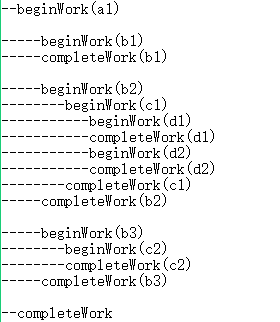 --beginWork(a1)
-----beginWork(b1)
-----completeWork(b1)
-----beginWork(b2)
--------beginWork(c1)
-----------beginWork(d1)
-----------completeWork(d1)
-----------beginWork(d2)
-----------completeWork(d2)
--------completeWork(c1)
-----completeWork(b2)
-----beginWork(b3)
--------beginWork(c2)
--------completeWork(c2)
-----completeWork(b3)
--completeWork